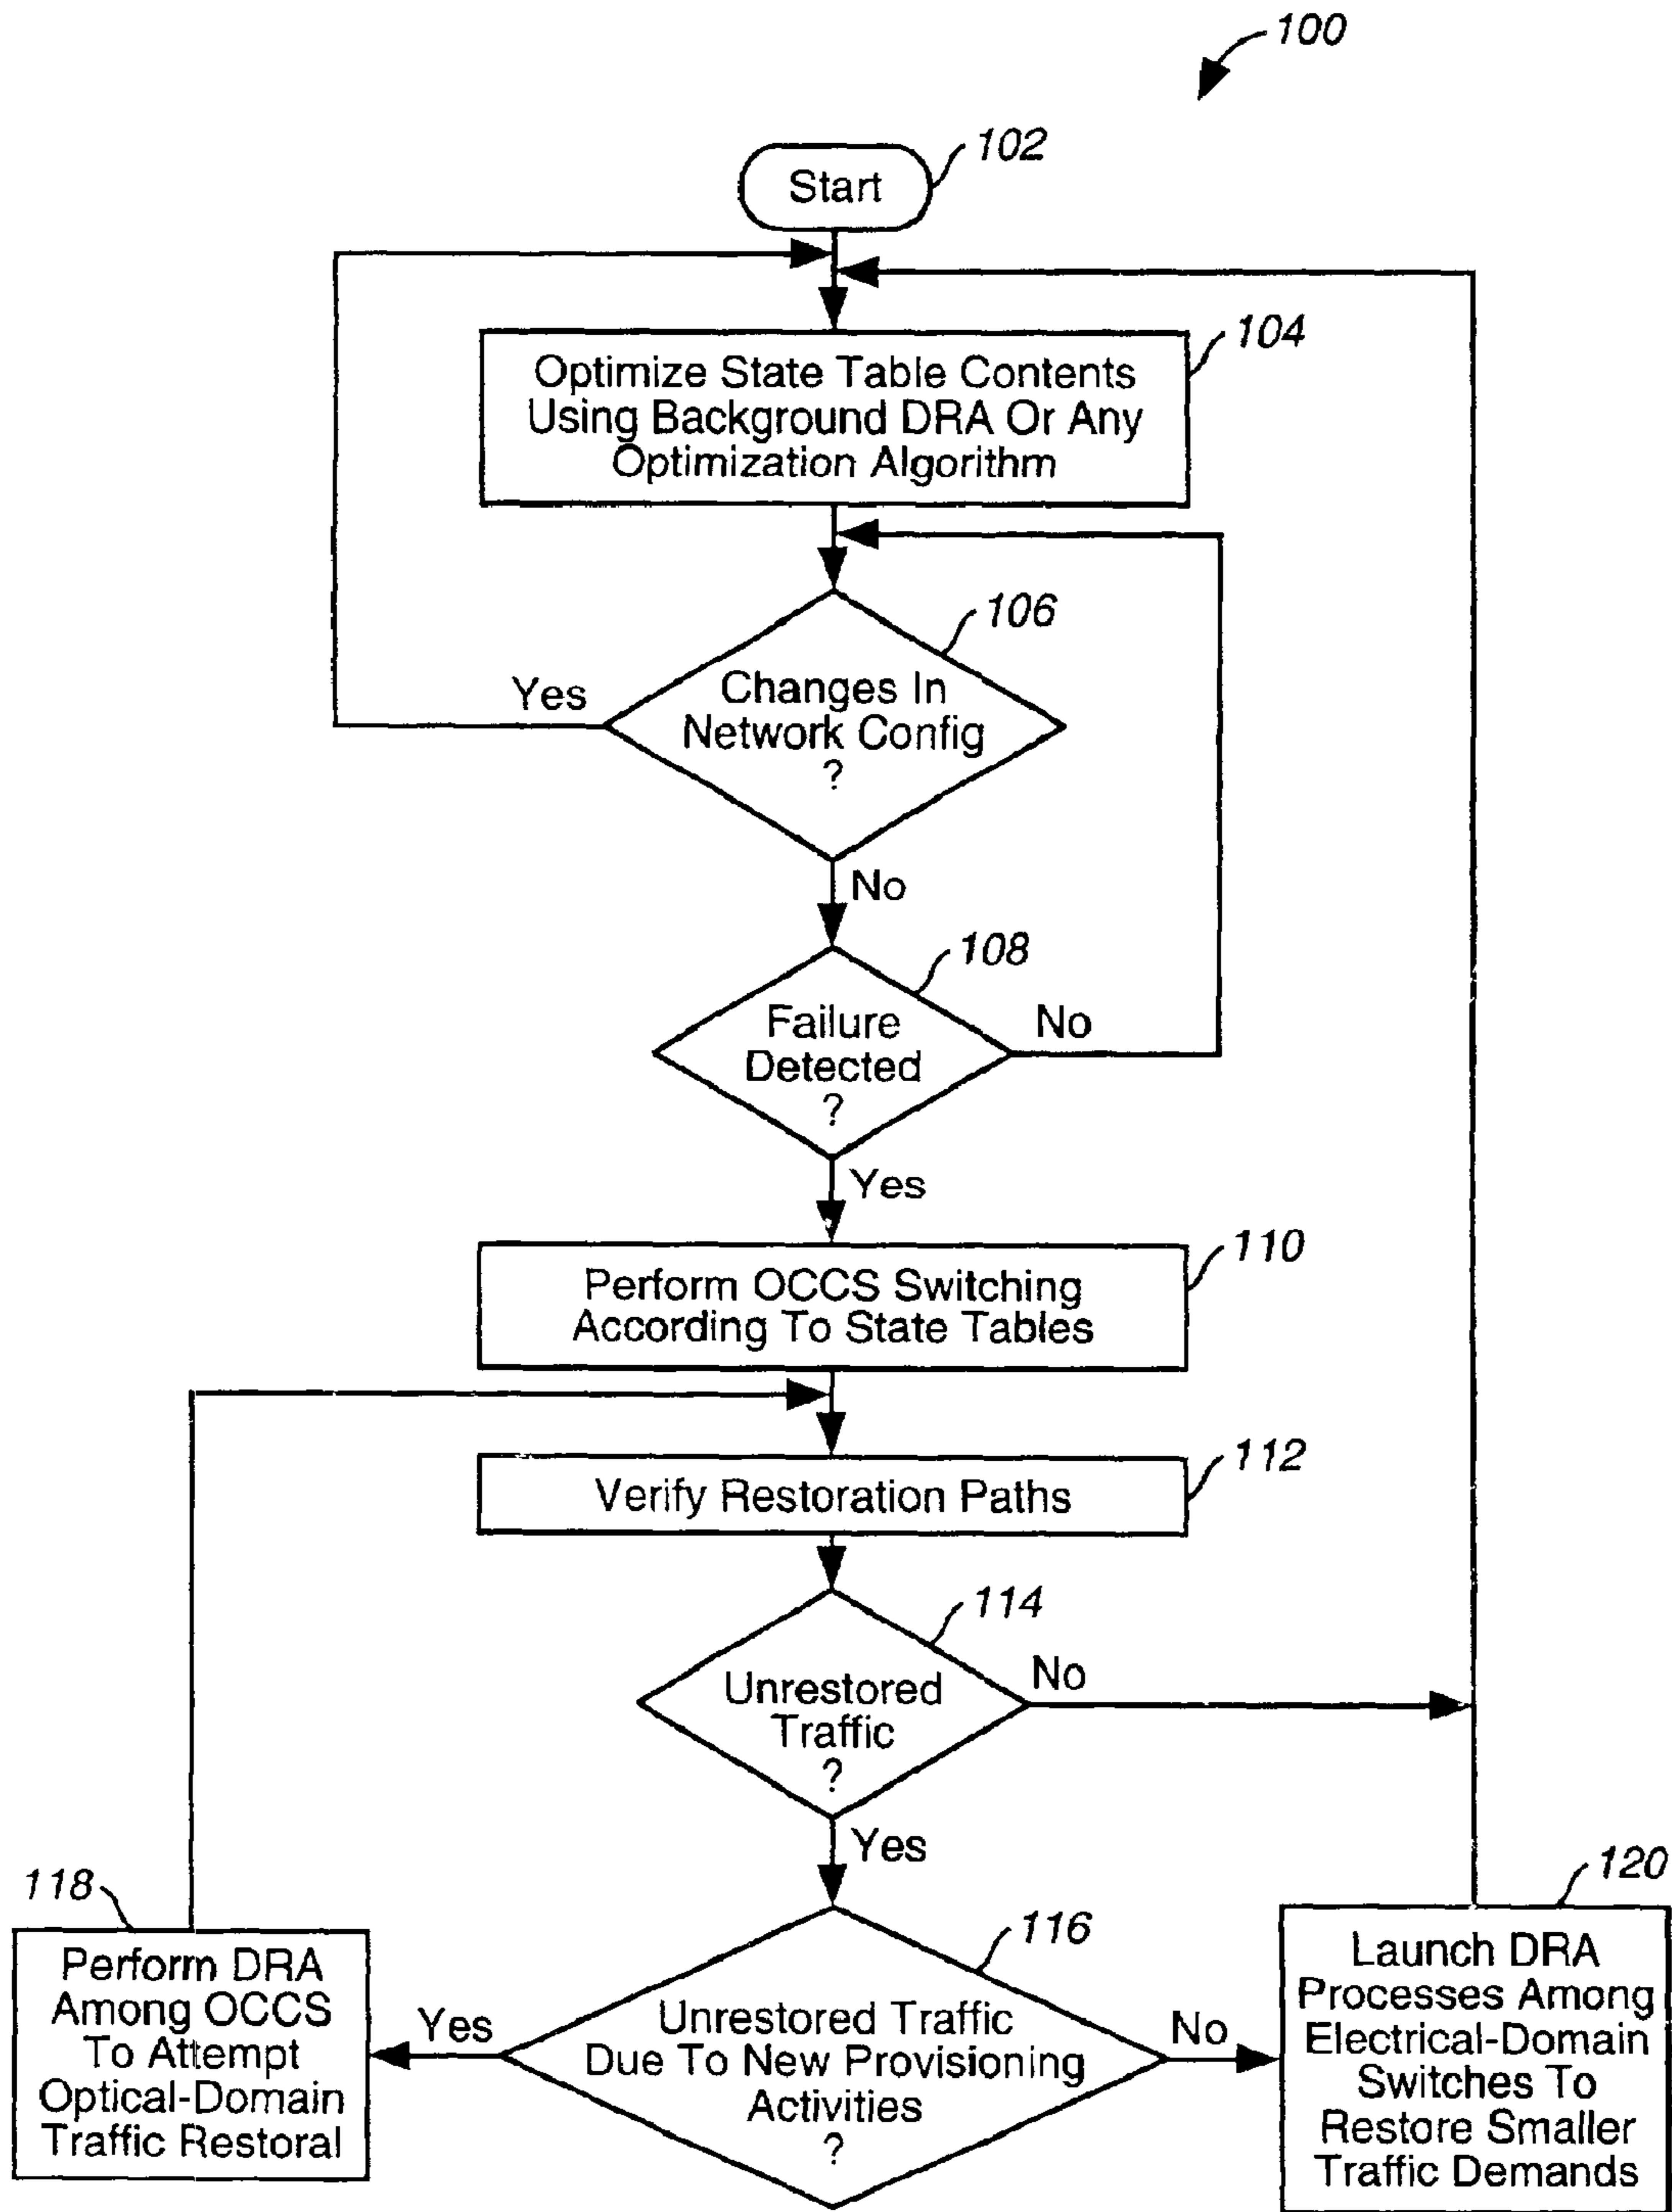 100
102
Start
104
Optimize State Table Contents
Using Background DRA Or Any
Optimization Algorithm
106
Changes In
Network Config
?
Yes
No
108
Failure
Detected
?
No
Yes
110
Perform OCCS Switching
According To State Tables
112
Verify Restoration Paths
114
Unrestored
Traffic
?
No
Yes
116
Unrestored Traffic
Due To New Provisioning
Activities
?
Yes
No
118
Perform DRA
Among OCCS
To Attempt
Optical-Domain
Traffic Restoral
120
Launch DRA
Processes Among
Electrical-Domain
Switches To
Restore Smaller
Traffic Demands